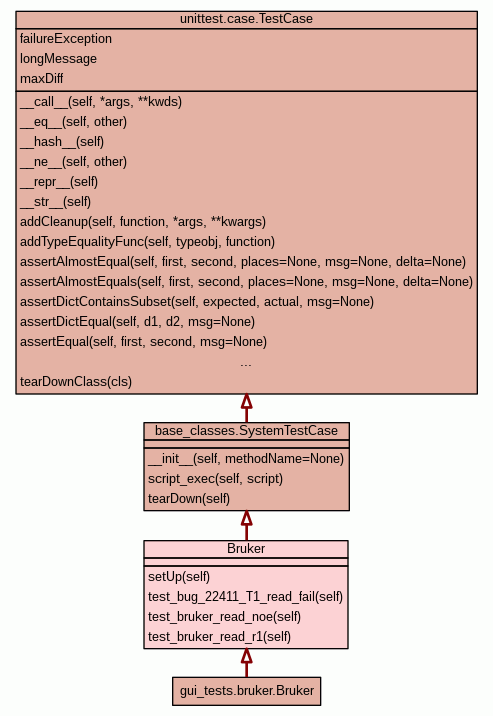 unittest.case.TestCase
failureException
longMessage
maxDiff
__call__(self, *args, **kwds)
__eq__(self, other)
__hash__(self)
__ne__(self, other)
__repr__(self)
__str__(self)
addCleanup(self, function, *args, **kwargs)
addTypeEqualityFunc(self, typeobj, function)
assertAlmostEqual(self, first, second, places=None, msg=None, delta=None)
assertAlmostEquals(self, first, second, places=None, msg=None, delta=None)
assertDictContainsSubset(self, expected, actual, msg=None)
assertDictEqual(self, d1, d2, msg=None)
assertEqual(self, first, second, msg=None)
...
tearDownClass(cls)
base_classes.SystemTestCase
__init__(self, methodName=None)
script_exec(self, script)
tearDown(self)
Bruker
setUp(self)
test_bug_22411_T1_read_fail(self)
test_bruker_read_noe(self)
test_bruker_read_r1(self)
gui_tests.bruker.Bruker